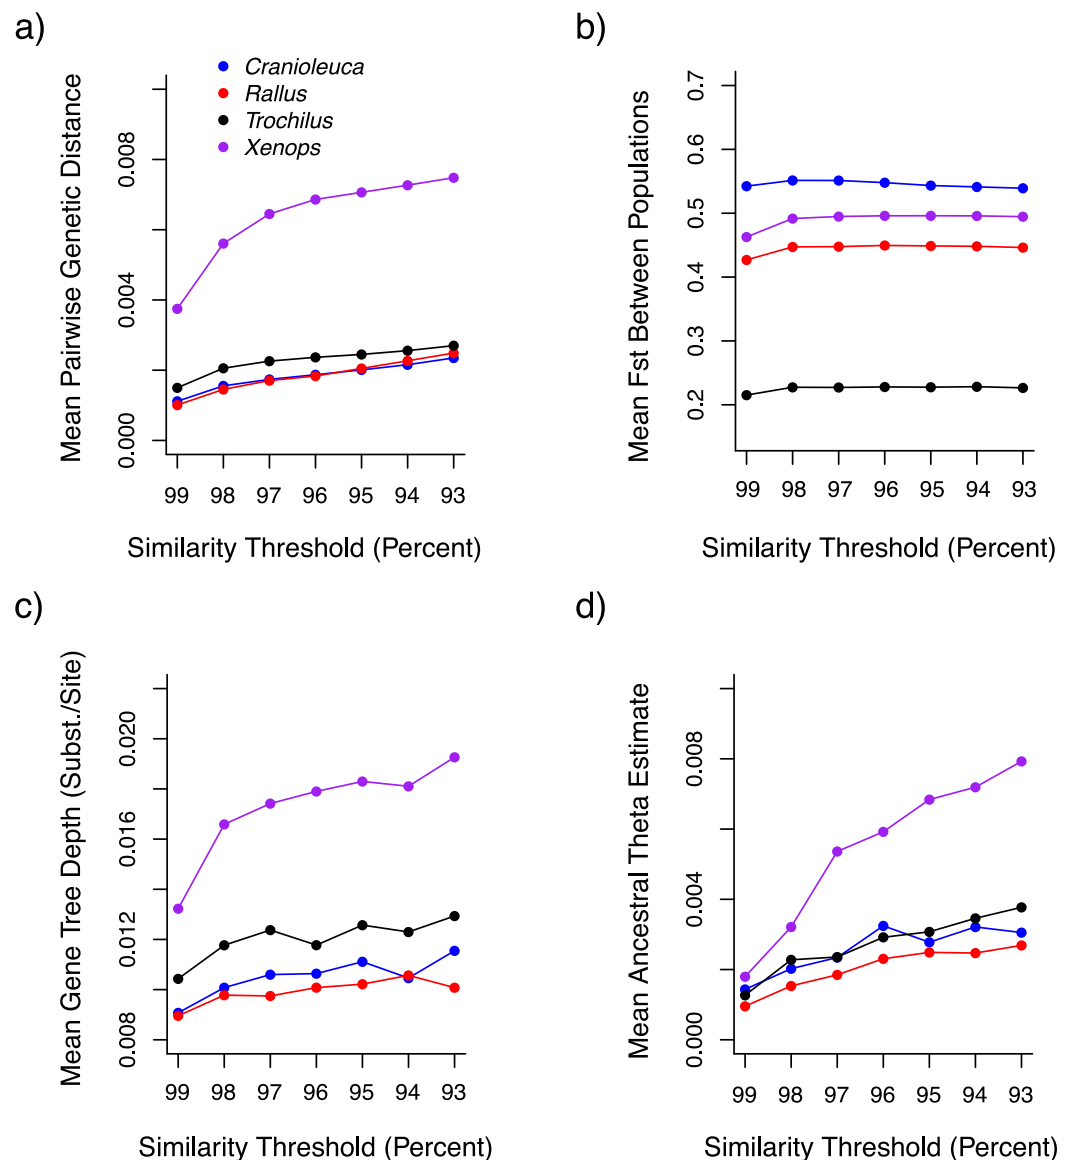 a)
Mean Pairwise Genetic Distance
0.000 0.004 0.008
Cranioleuca
Rallus
Trochilus
Xenops
99 98 97 96 95 94 93
Similarity Threshold (Percent)
b)
Mean Fst Between Populations
0.2 0.3 0.4 0.5 0.6 0.7
99 98 97 96 95 94 93
Similarity Threshold (Percent)
c)
Mean Gene Tree Depth (Subst./Site)
0.008 0.012 0.016 0.020
99 98 97 96 95 94 93
Similarity Threshold (Percent)
d)
Mean Ancestral Theta Estimate
0.000 0.004 0.008
99 98 97 96 95 94 93
Similarity Threshold (Percent)